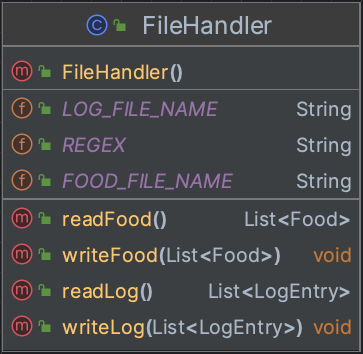 C FileHandler
m FileHandler()
f LOG_FILE_NAME String
f REGEX String
f FOOD_FILE_NAME String
m readFood() List<Food>
m writeFood(List<Food>) void
m readLog() List<LogEntry>
m writeLog(List<LogEntry>) void